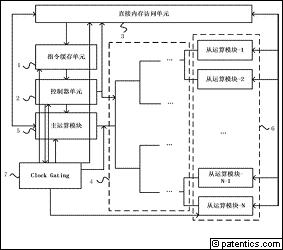 直接内存访问单元
3
从运算模块-1
指令缓存单元
1
从运算模块-2
2
控制器单元
5
主运算模块
6
7
Clock Gating
4
从运算模块N-1
从运算模块-N
© patentics.com